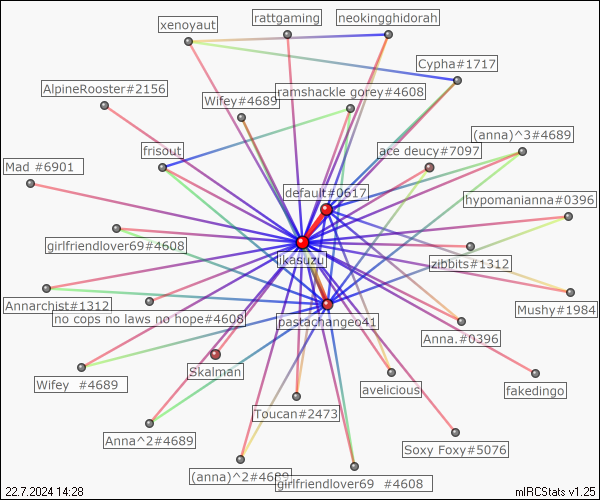 rattgaming
neokingghidorah
xenoyaut
Cypha#1717
AlpineRooster#2156
ramshackle gorey#4608
Wifey#4689
(anna)^3#4689
frisout
ace deucy#7097
Mad #6901
default#0617
hypomanianna#0396
girlfriendlover69#4608
ikasuzu
zibbits#1312
Annarchist#1312
no cops no laws no hope#4608
pastachangeo41
Mushy#1984
Anna.#0396
Skalman
Wifey #4689
avelicious
fakedingo
Toucan#2473
Anna^2#4689
Soxy Foxy#5076
(anna)^2#4689
girlfriendlover69 #4608
22.7.2024 14:28
mIRCStats v1.25